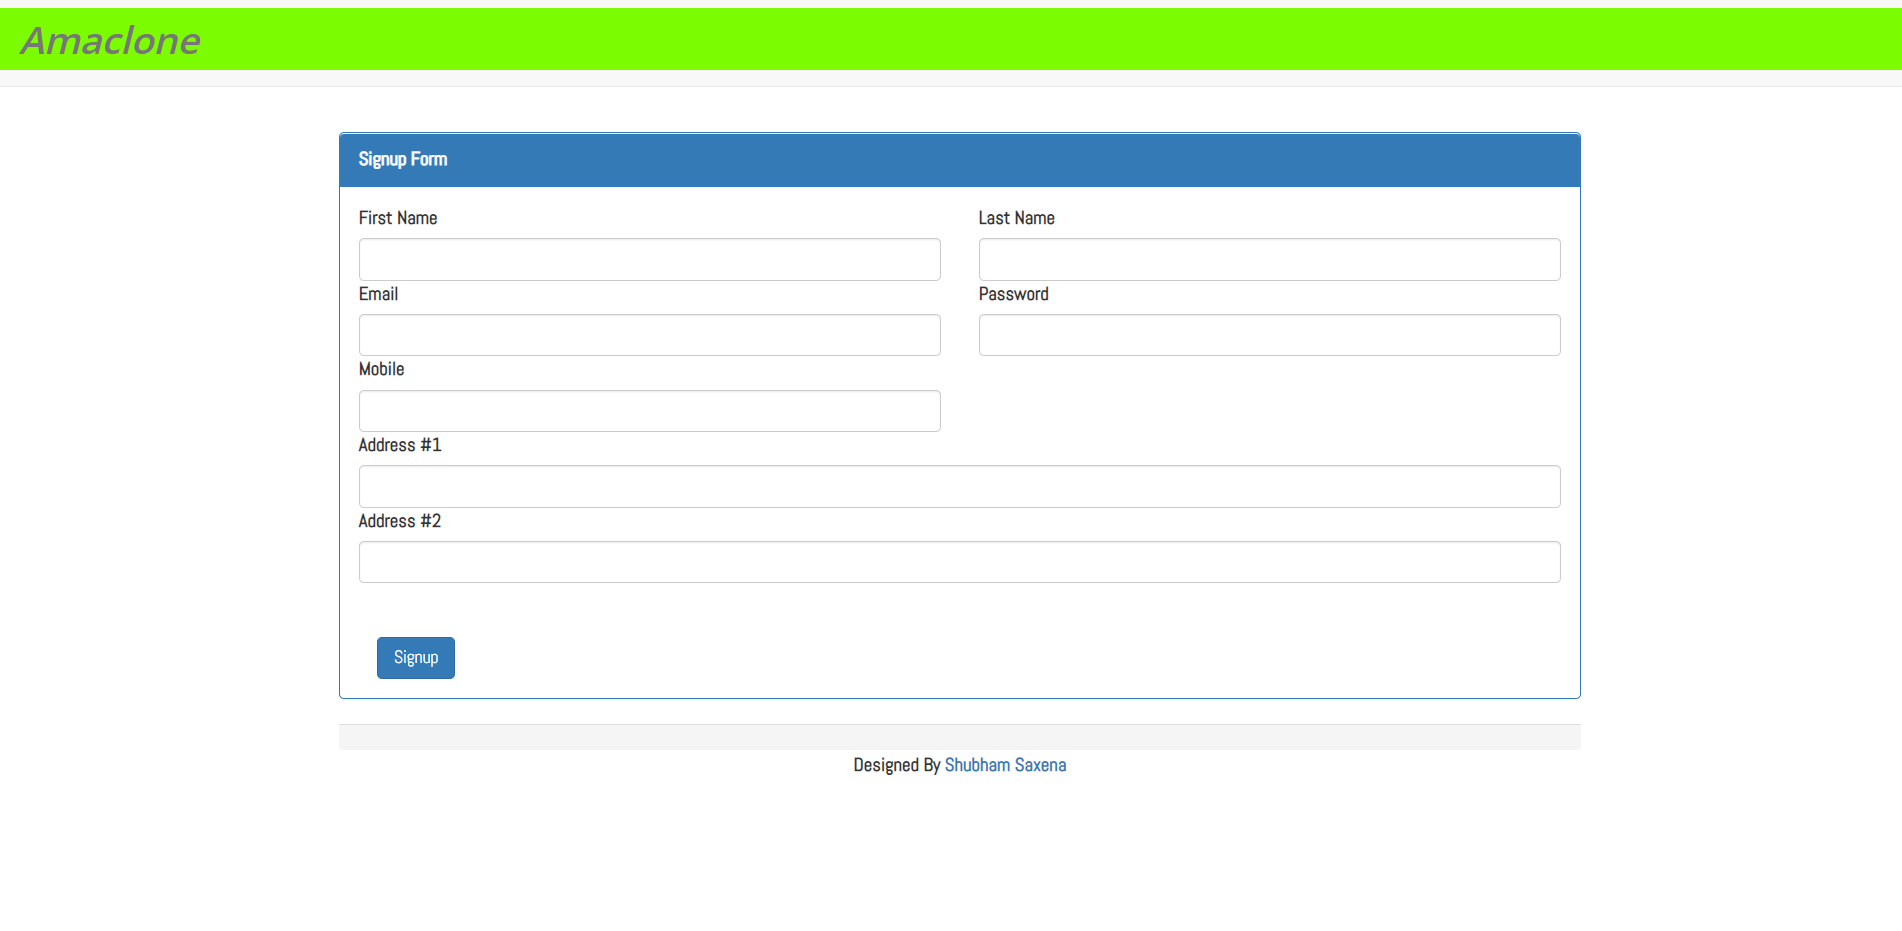 Amaclone
Signup Form
First Name
Last Name
Email
Password
Mobile
Address #1
Address #2
Signup
Designed By Shubham Saxena